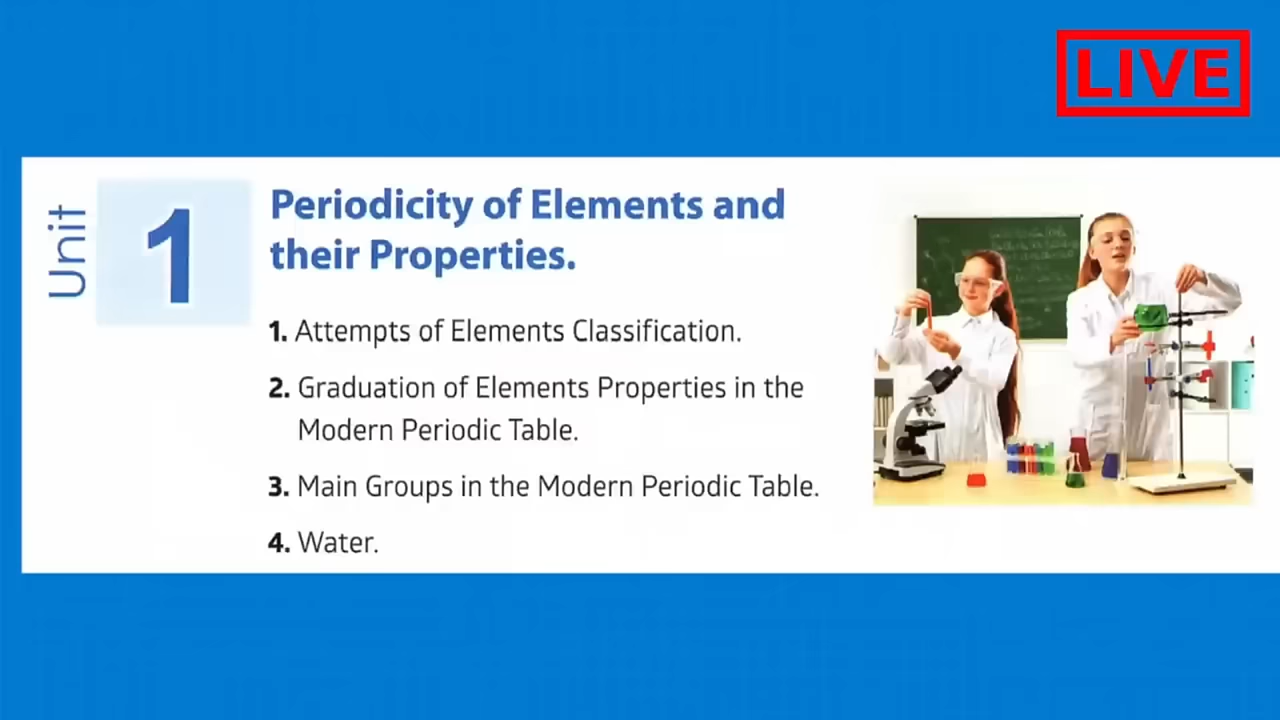 LIVE
Unit
1
Periodicity of Elements and
their Properties.
1. Attempts of Elements Classification.
2. Graduation of Elements Properties in the
Modern Periodic Table.
3. Main Groups in the Modern Periodic Table.
4. Water.